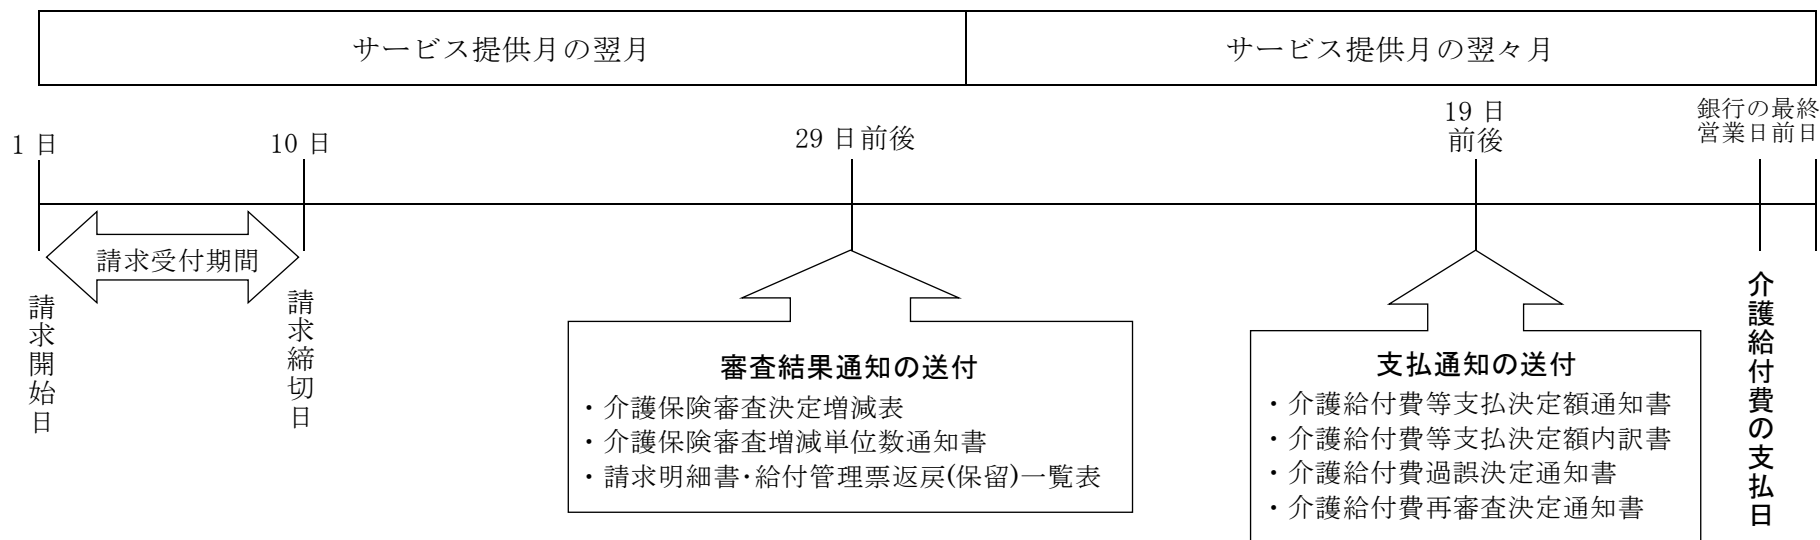 サービス提供月の翌月
サービス提供月の翌々月
1 日
10 日
29 日前後
19 日
前後
銀行の最終
営業日前日
請求受付期間
請求開始日
請求締切日
審査結果通知の送付
・介護保険審査決定増減表
・介護保険審査増減単位数通知書
・請求明細書・給付管理票返戻(保留)一覧表
支払通知の送付
・介護給付費等支払決定額通知書
・介護給付費等支払決定額内訳書
・介護給付費過誤決定通知書
・介護給付費再審査決定通知書
介護給付費の支払日